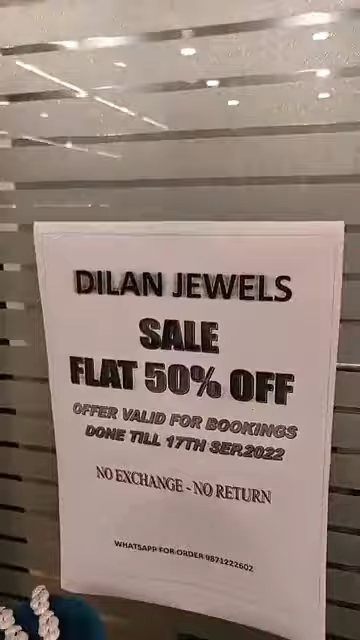 DILAN JEWELS
SALE
FLAT 50% OFF
OFFER VALID FOR BOOKINGS
DONE TILL 17TH SEP.2022
NO EXCHANGE - NO RETURN
WHATSAPP FOR ORDER 9871222602